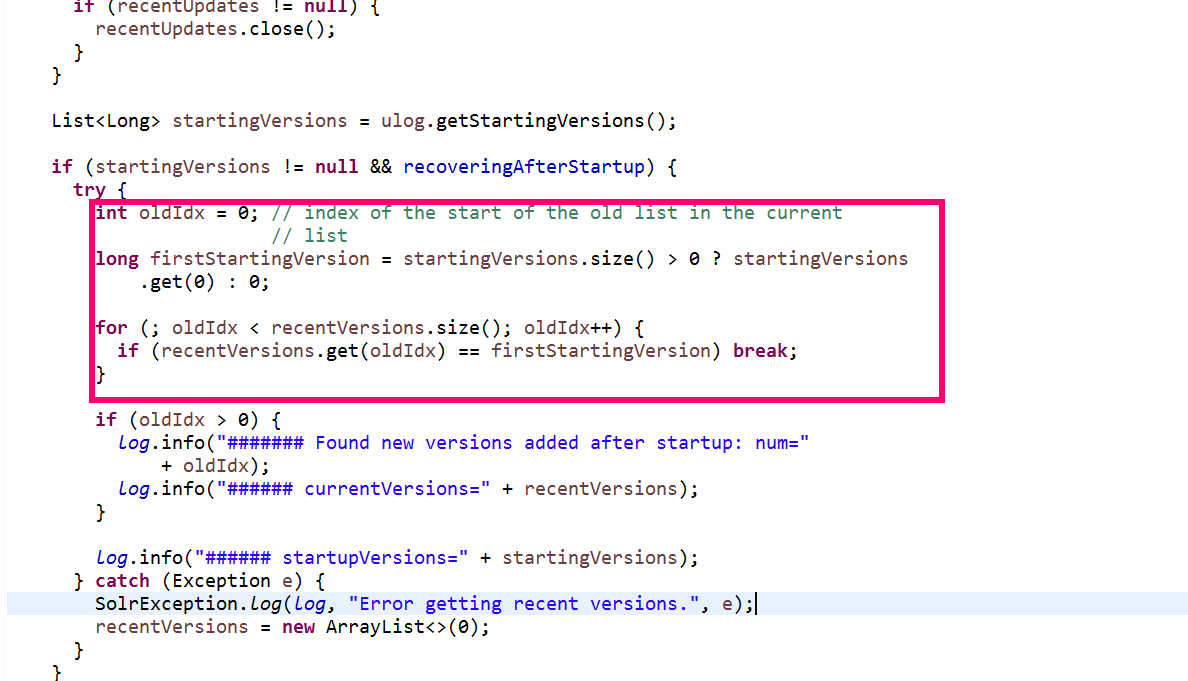 if (recentUpdates != null) {
recentUpdates.close();
}
}
List<Long> startingVersions = ulog.getStartingVersions();
if (startingVersions != null && recoveringAfterStartup) {
try {
int oldIdx = 0; // index of the start of the old list in the current
// list
long firstStartingVersion = startingVersions.size() > 0 ? startingVersions
.get(0) : 0;
for (; oldIdx < recentVersions.size(); oldIdx++) {
if (recentVersions.get(oldIdx) == firstStartingVersion) break;
}
if (oldIdx > 0) {
log.info("####### Found new versions added after startup: num="
+ oldIdx);
log.info("###### currentVersions=" + recentVersions);
}
log.info("###### startupVersions=" + startingVersions);
} catch (Exception e) {
SolrException.log(log, "Error getting recent versions.", e);
recentVersions = new ArrayList<>(0);
}
}